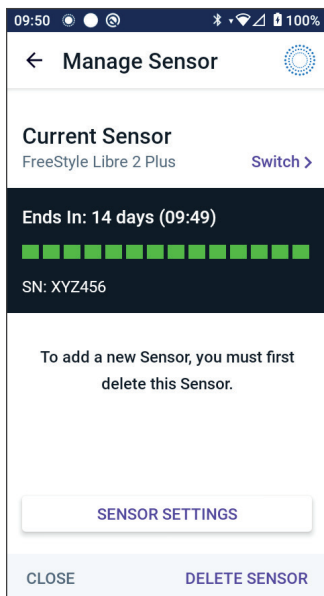 09:50 100%
Manage Sensor
Current Sensor
FreeStyle Libre 2 Plus Switch >
Ends In: 14 days (09:49)
SN: XYZ456
To add a new Sensor, you must first
delete this Sensor.
SENSOR SETTINGS
CLOSE DELETE SENSOR